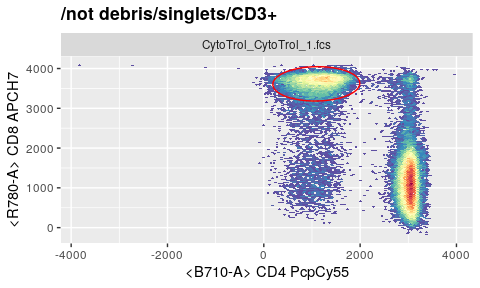 /not debris/singlets/CD3+
CytoTrol_CytoTrol_1.fcs
<R780-A> CD8 APCH7
4000
3000
2000
1000
0
-4000 -2000 0 2000 4000
<B710-A> CD4 PcpCy55